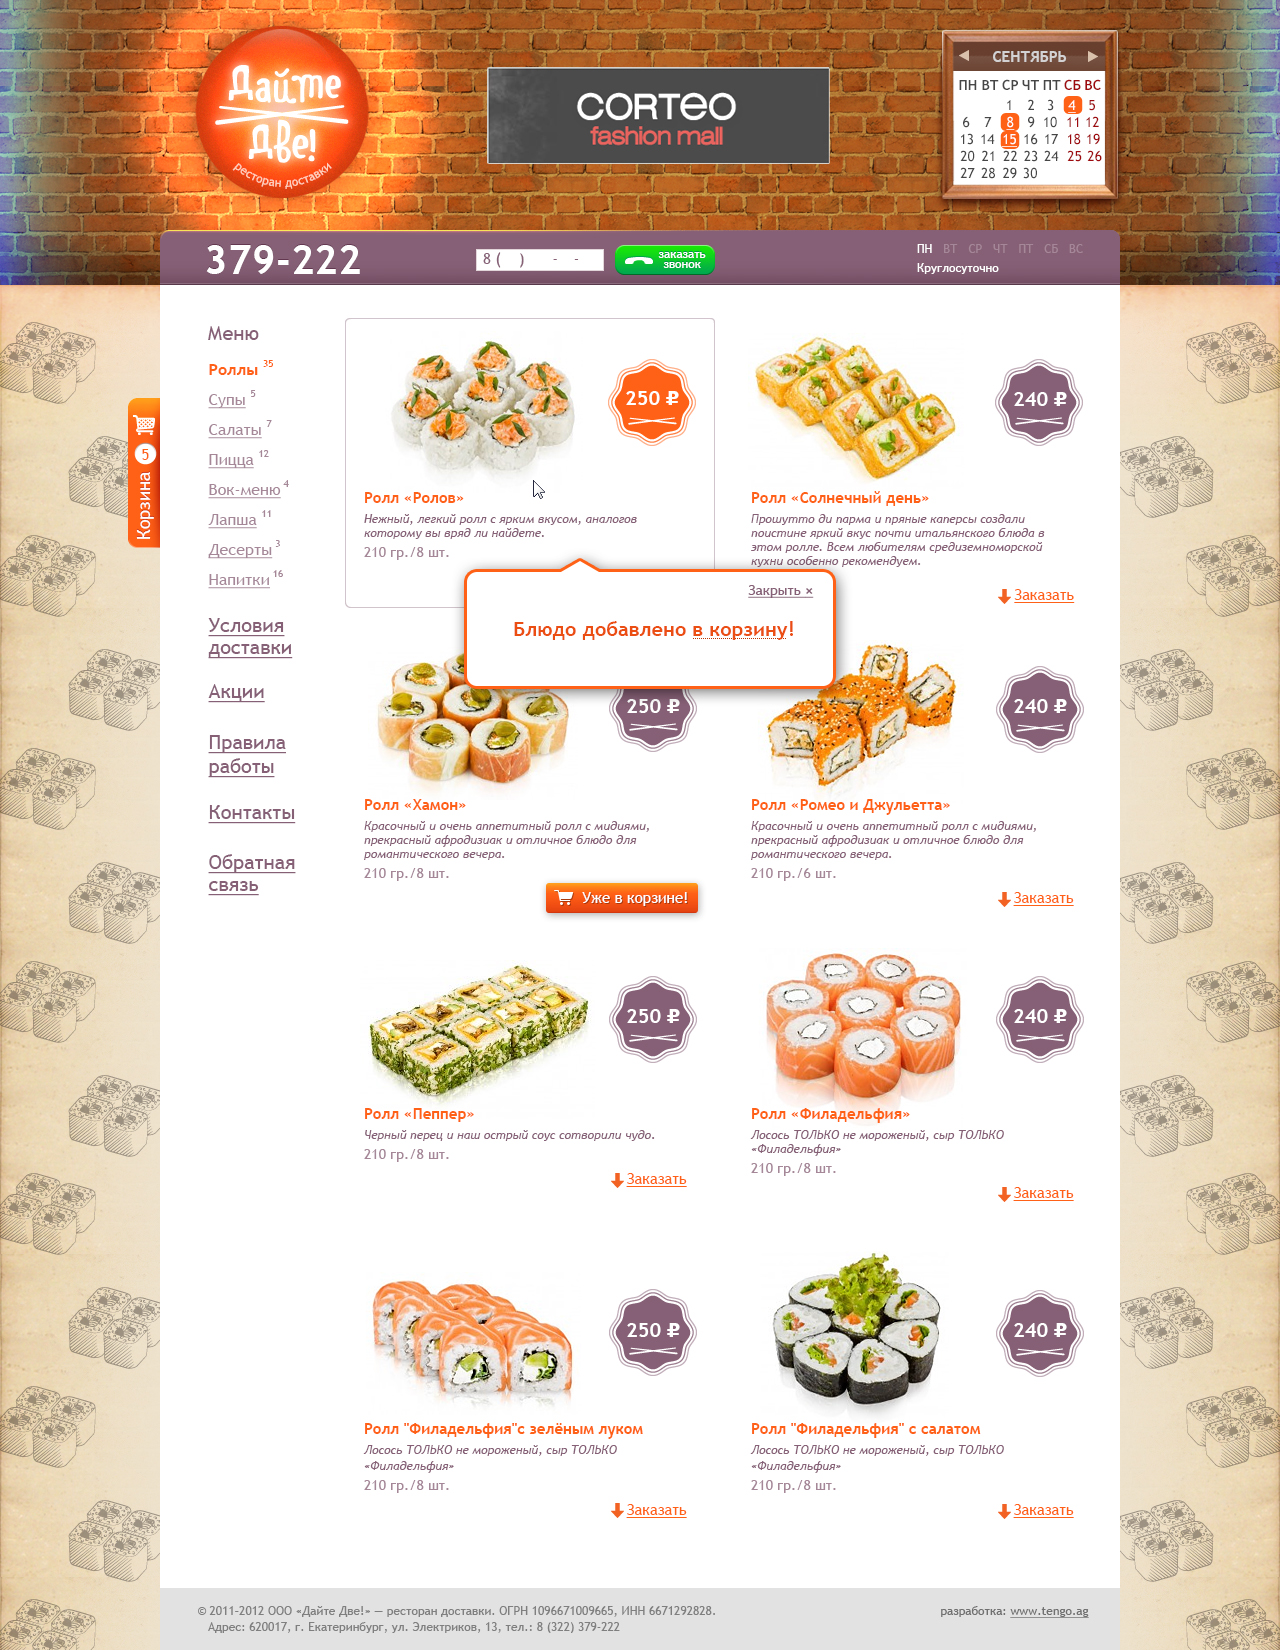 Дайте
Две!
ресторан доставки
CORTEO
fashion mall
СЕНТЯБРЬ
ПН ВТ СР ЧТ ПТ СБ ВС
1 2 3 4 5
6 7 8 9 10 11 12
13 14 15 16 17 18 19
20 21 22 23 24 25 26
27 28 29 30
379-222
8 ( ) - -
заказать
звонок
ПН ВТ СР ЧТ ПТ СБ ВС
Круглосуточно
Корзина 5
Меню
Роллы 35
Супы 5
Салаты 7
Пицца 12
Вок-меню 4
Лапша 11
Десерты 3
Напитки 16
Условия
доставки
Акции
Правила
работы
Контакты
Обратная
связь
250 ₽
Ролл «Ролов»
Нежный, легкий ролл с ярким вкусом, аналогов
которому вы вряд ли найдете.
210 гр./8 шт.
240 ₽
Ролл «Солнечный день»
Прошутто ди парма и пряные каперсы создали
поистине яркий вкус почти итальянского блюда в
этом ролле. Всем любителям средиземноморской
кухни особенно рекомендуем.
Заказать
Закрыть ×
Блюдо добавлено в корзину!
250 ₽
Ролл «Хамон»
Красочный и очень аппетитный ролл с мидиями,
прекрасный афродизиак и отличное блюдо для
романтического вечера.
210 гр./8 шт.
Уже в корзине!
240 ₽
Ролл «Ромео и Джульетта»
Красочный и очень аппетитный ролл с мидиями,
прекрасный афродизиак и отличное блюдо для
романтического вечера.
210 гр./6 шт.
Заказать
250 ₽
Ролл «Пеппер»
Черный перец и наш острый соус сотворили чудо.
210 гр./8 шт.
Заказать
240 ₽
Ролл «Филадельфия»
Лосось ТОЛЬКО не мороженый, сыр ТОЛЬКО
«Филадельфия»
210 гр./8 шт.
Заказать
250 ₽
Ролл "Филадельфия"с зелёным луком
Лосось ТОЛЬКО не мороженый, сыр ТОЛЬКО
«Филадельфия»
210 гр./8 шт.
Заказать
240 ₽
Ролл "Филадельфия" с салатом
Лосось ТОЛЬКО не мороженый, сыр ТОЛЬКО
«Филадельфия»
210 гр./8 шт.
Заказать
© 2011-2012 ООО «Дайте Две!» — ресторан доставки. ОГРН 1096671009665, ИНН 6671292828.
Адрес: 620017, г. Екатеринбург, ул. Электриков, 13, тел.: 8 (322) 379-222
разработка: www.tengo.ag